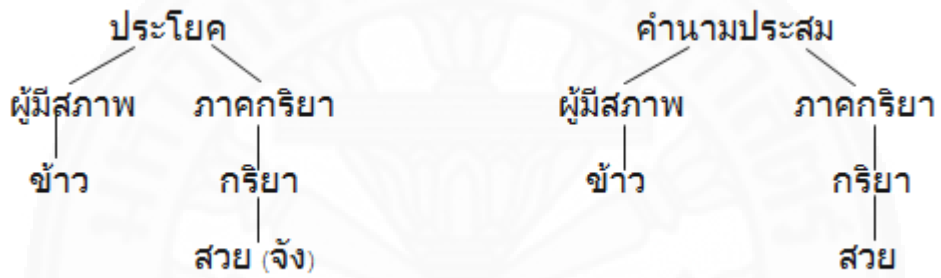 ประโยค คำนามประสม
ผู้มีสภาพ ภาคกริยา ผู้มีสภาพ ภาคกริยา
ข้าว กริยา ข้าว กริยา
สวย (จัง) สวย